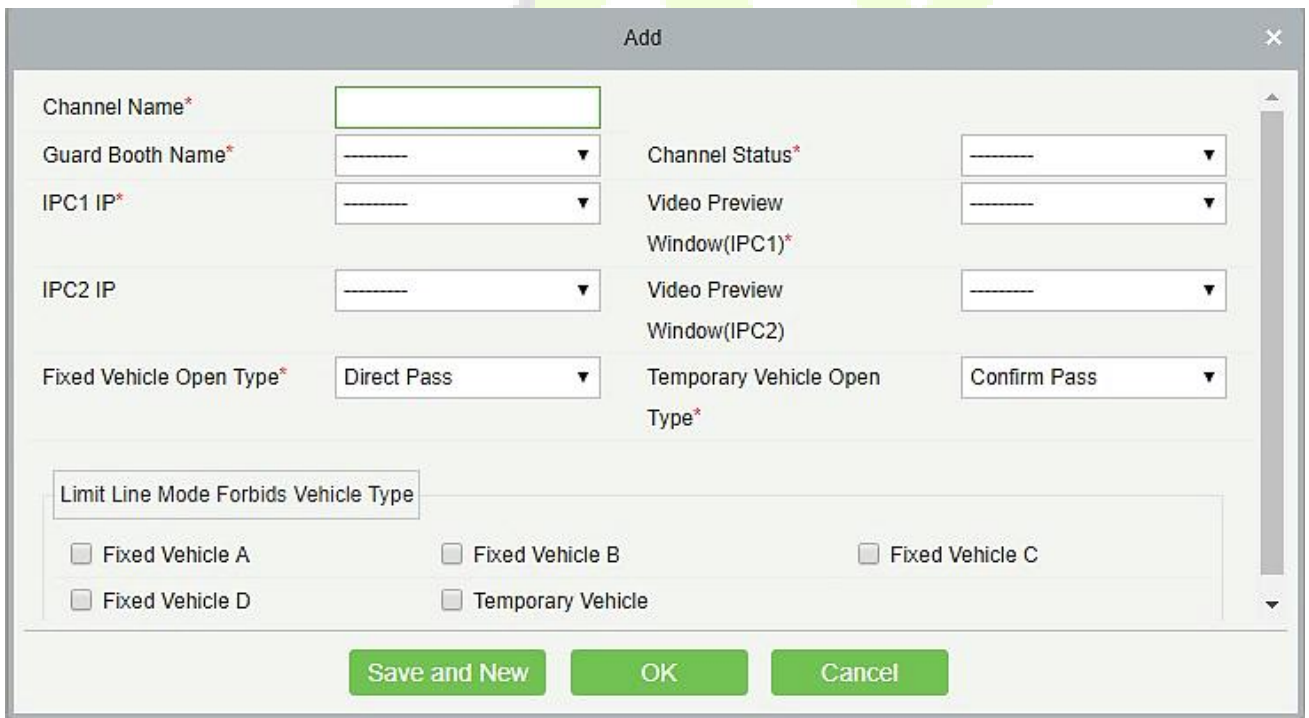 Add
Channel Name*
Guard Booth Name* --------- Channel Status* ---------
IPC1 IP* --------- Video Preview ---------
Window(IPC1)*
IPC2 IP --------- Video Preview ---------
Window(IPC2)
Fixed Vehicle Open Type* Direct Pass Temporary Vehicle Open Confirm Pass
Type*
Limit Line Mode Forbids Vehicle Type
Fixed Vehicle A Fixed Vehicle B Fixed Vehicle C
Fixed Vehicle D Temporary Vehicle
Save and New OK Cancel